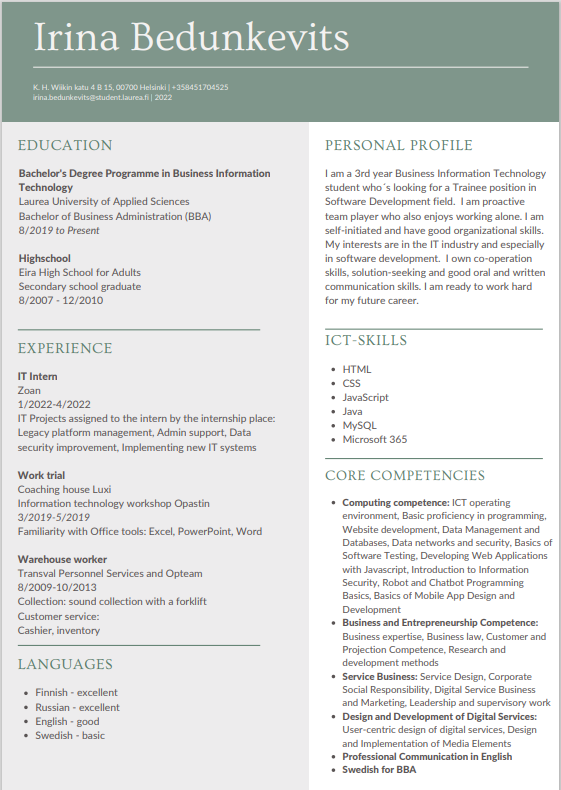 Irina Bedunkevits
K. H. Wiikin katu 4 B 15, 00700 Helsinki | +358451704525
irina.bedunkevits@student.laurea.fi | 2022
EDUCATION
Bachelor's Degree Programme in Business Information
Technology
Laurea University of Applied Sciences
Bachelor of Business Administration (BBA)
8/2019 to Present
Highschool
Eira High School for Adults
Secondary school graduate
8/2007 - 12/2010
EXPERIENCE
IT Intern
Zoan
1/2022-4/2022
IT Projects assigned to the intern by the internship place:
Legacy platform management, Admin support, Data
security improvement, Implementing new IT systems
Work trial
Coaching house Luxi
Information technology workshop Opastin
3/2019-5/2019
Familiarity with Office tools: Excel, PowerPoint, Word
Warehouse worker
Transval Personnel Services and Opteam
8/2009-10/2013
Collection: sound collection with a forklift
Customer service:
Cashier, inventory
LANGUAGES
• Finnish - excellent
• Russian - excellent
• English - good
• Swedish - basic
PERSONAL PROFILE
I am a 3rd year Business Information Technology
student who´s looking for a Trainee position in
Software Development field. I am proactive
team player who also enjoys working alone. I am
self-initiated and have good organizational skills.
My interests are in the IT industry and especially
in software development. I own co-operation
skills, solution-seeking and good oral and written
communication skills. I am ready to work hard
for my future career.
ICT-SKILLS
• HTML
• CSS
• JavaScript
• Java
• MySQL
• Microsoft 365
CORE COMPETENCIES
• Computing competence: ICT operating
environment, Basic proficiency in programming,
Website development, Data Management and
Databases, Data networks and security, Basics of
Software Testing, Developing Web Applications
with Javascript, Introduction to Information
Security, Robot and Chatbot Programming
Basics, Basics of Mobile App Design and
Development
• Business and Entrepreneurship Competence:
Business expertise, Business law, Customer and
Projection Competence, Research and
development methods
• Service Business: Service Design, Corporate
Social Responsibility, Digital Service Business
and Marketing, Leadership and supervisory work
• Design and Development of Digital Services:
User-centric design of digital services, Design
and Implementation of Media Elements
• Professional Communication in English
• Swedish for BBA